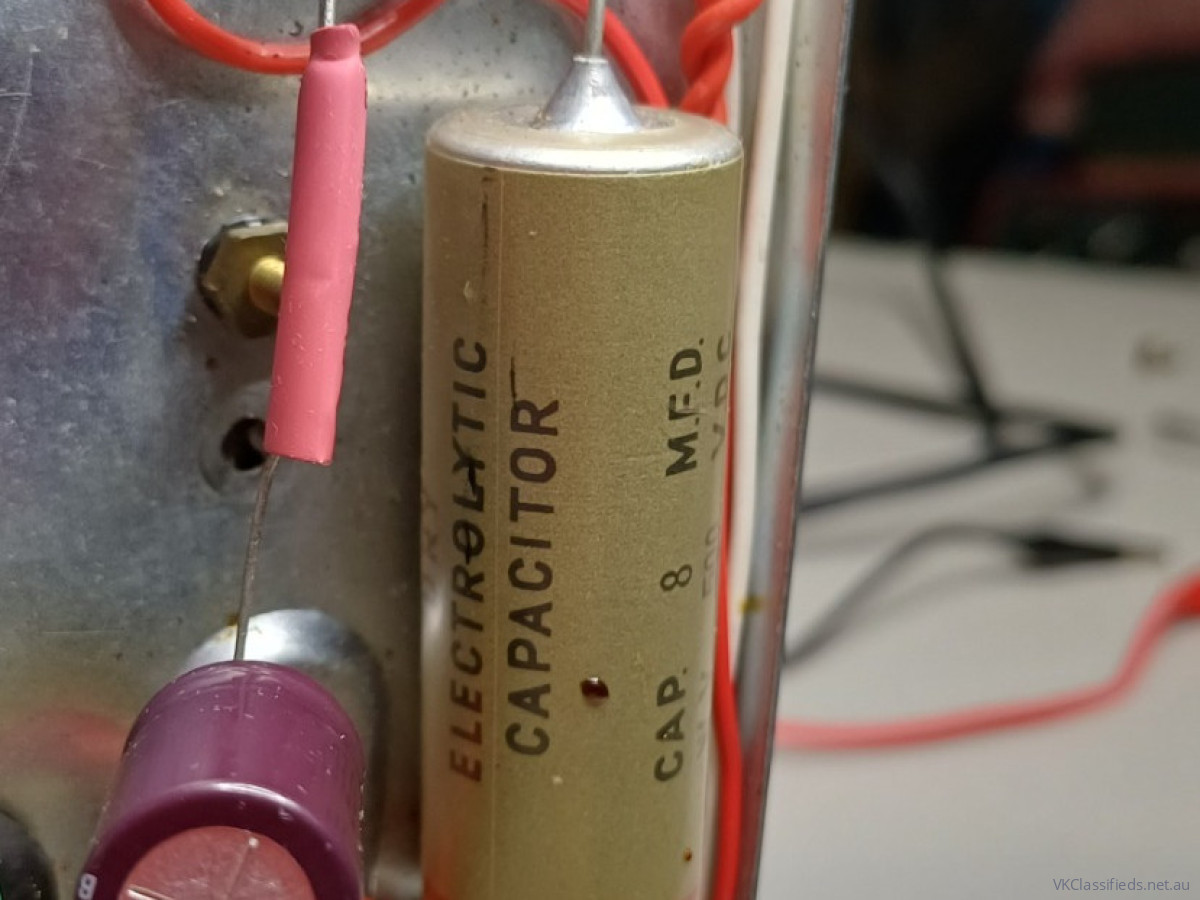 ELECTROLYTIC
CAPACITOR
CAP. 8 M.F.D.
VKClassifieds.net.au